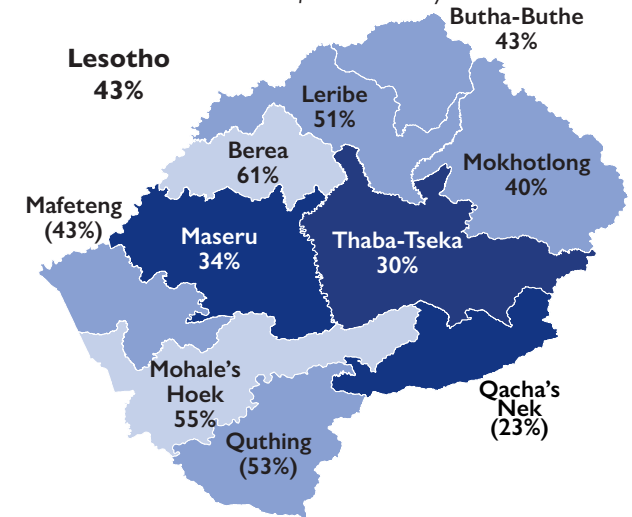 Butha-Buthe
43%
Lesotho
43%
Leribe
51%
Berea
61%
Mokhotlong
40%
Mafeteng
(43%)
Maseru
34%
Thaba-Tseka
30%
Mohale's
Hoek
55%
Qacha's
Nek
(23%)
Quthing
(53%)